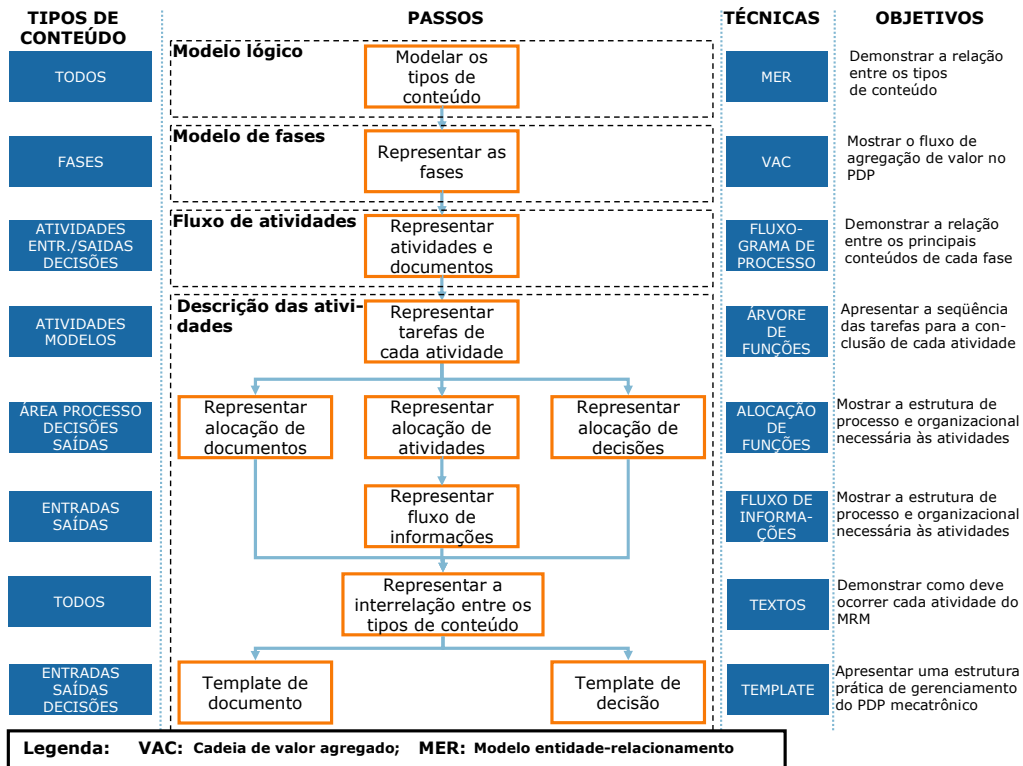 TIPOS DE
CONTEÚDO
PASSOS
TÉCNICAS
OBJETIVOS
Modelo lógico
TODOS
Modelar os
tipos de
conteúdo
MER
Demonstrar a relação
entre os tipos
de conteúdo
Modelo de fases
FASES
Representar as
fases
VAC
Mostrar o fluxo de
agregação de valor no
PDP
Fluxo de atividades
ATIVIDADES
ENTR./SAIDAS
DECISÕES
Representar
atividades e
documentos
FLUXO-
GRAMA DE
PROCESSO
Demonstrar a relação
entre os principais
conteúdos de cada fase
Descrição das ativi-
dades
ATIVIDADES
MODELOS
Representar
tarefas de
cada atividade
ÁRVORE
DE
FUNÇÕES
Apresentar a seqüência
das tarefas para a con-
clusão de cada atividade
ÁREA PROCESSO
DECISÕES
SAÍDAS
Representar
alocação de
documentos
Representar
alocação de
atividades
Representar
alocação de
decisões
ALOCAÇÃO
DE
FUNÇÕES
Mostrar a estrutura de
processo e organizacional
necessária às atividades
ENTRADAS
SAÍDAS
Representar
fluxo de
informações
FLUXO DE
INFORMA-
ÇÕES
Mostrar a estrutura de
processo e organizacional
necessária às atividades
TODOS
Representar a
interrelação entre os
tipos de conteúdo
TEXTOS
Demonstrar como deve
ocorrer cada atividade do
MRM
ENTRADAS
SAÍDAS
DECISÕES
Template de
documento
Template de
decisão
TEMPLATE
Apresentar uma estrutura
prática de gerenciamento
do PDP mecatrônico
Legenda: VAC: Cadeia de valor agregado; MER: Modelo entidade-relacionamento